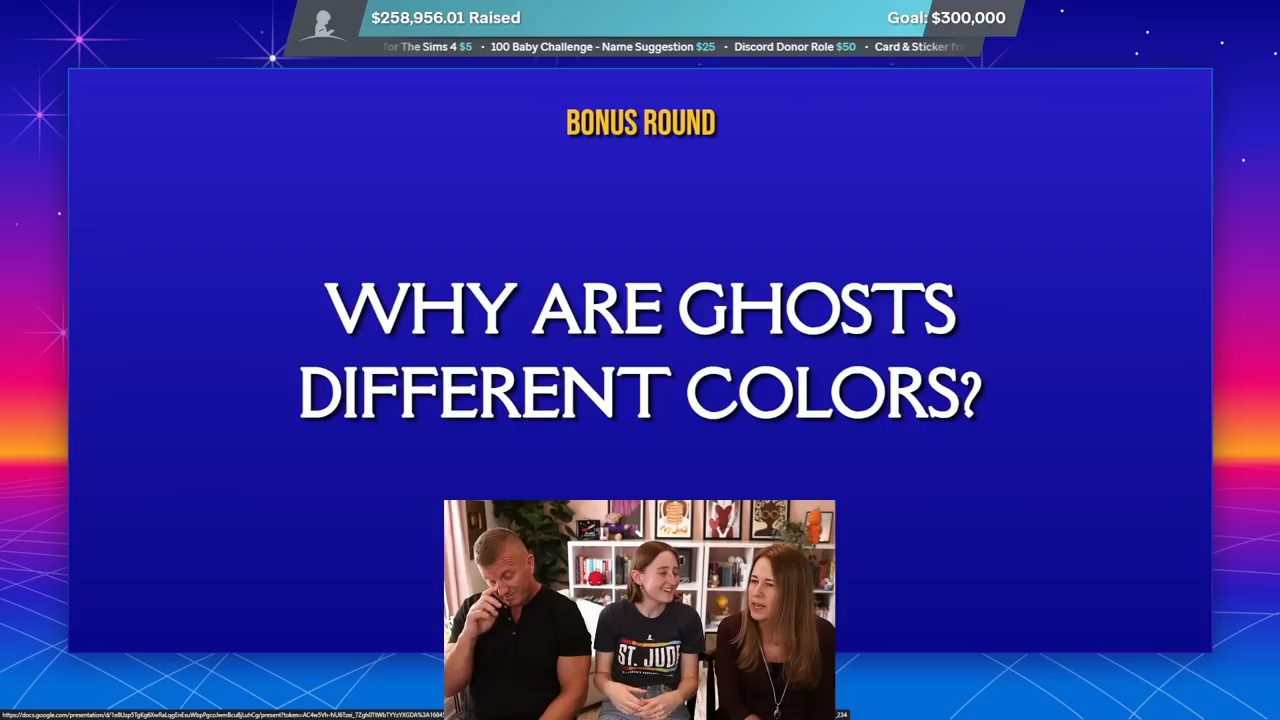 $258,956.01 Raised
Goal: $300,000
for The Sims 4 $5 • 100 Baby Challenge - Name Suggestion $25 • Discord Donor Role $50 • Card & Sticker
BONUS ROUND
WHY ARE GHOSTS
DIFFERENT COLORS?
ST. JUDE